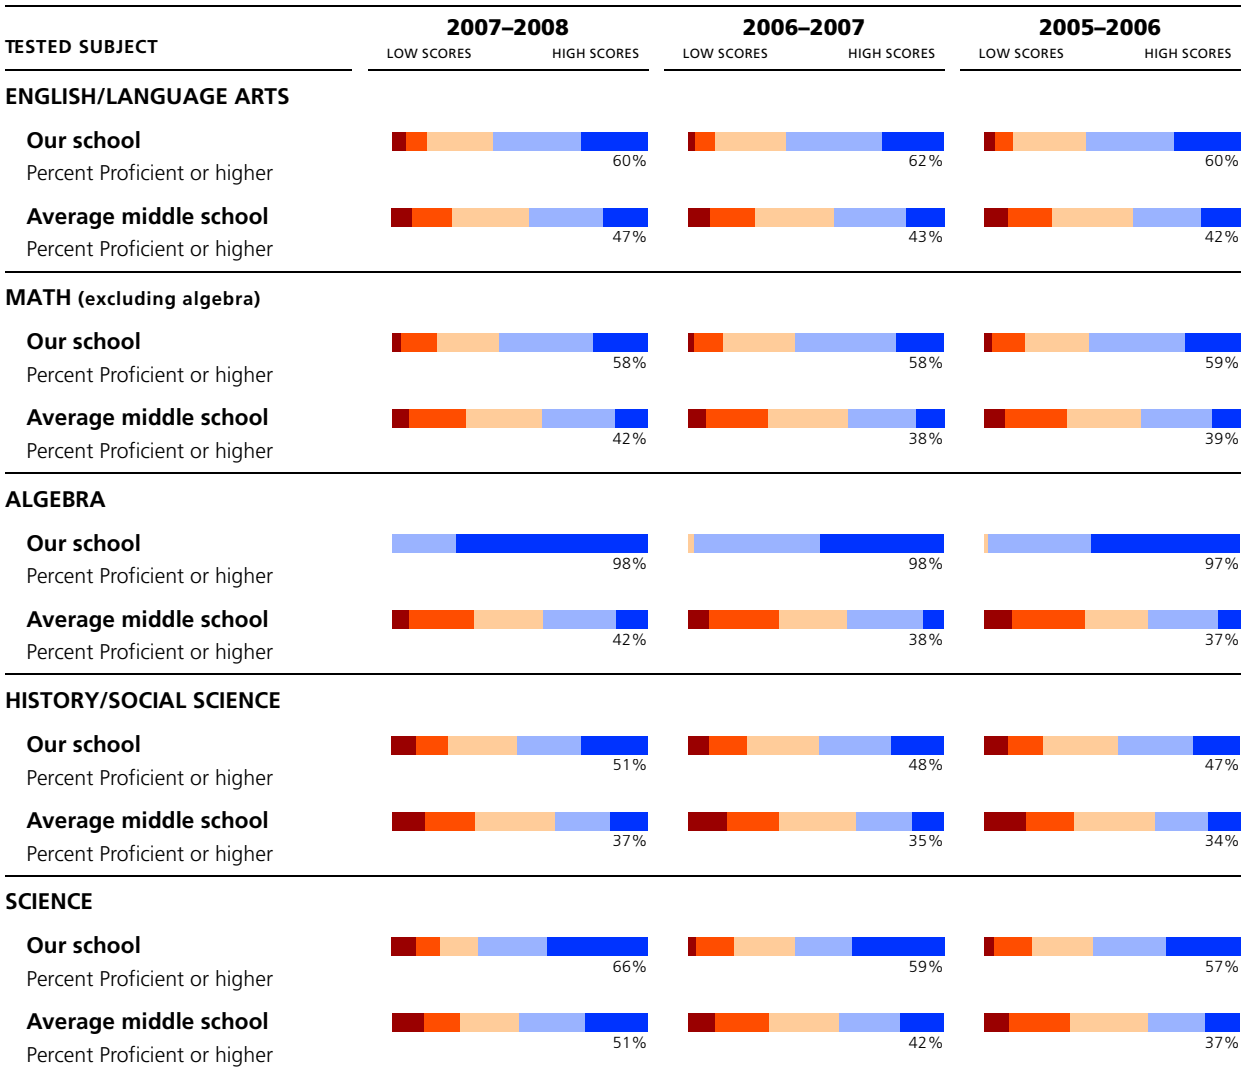 2007–2008 2006–2007 2005–2006
TESTED SUBJECT LOW SCORES HIGH SCORES LOW SCORES HIGH SCORES LOW SCORES HIGH SCORES
ENGLISH/LANGUAGE ARTS
Our school
Percent Proficient or higher 60% 62% 60%
Average middle school
Percent Proficient or higher 47% 43% 42%
MATH (excluding algebra)
Our school
Percent Proficient or higher 58% 58% 59%
Average middle school
Percent Proficient or higher 42% 38% 39%
ALGEBRA
Our school
Percent Proficient or higher 98% 98% 97%
Average middle school
Percent Proficient or higher 42% 38% 37%
HISTORY/SOCIAL SCIENCE
Our school
Percent Proficient or higher 51% 48% 47%
Average middle school
Percent Proficient or higher 37% 35% 34%
SCIENCE
Our school
Percent Proficient or higher 66% 59% 57%
Average middle school
Percent Proficient or higher 51% 42% 37%